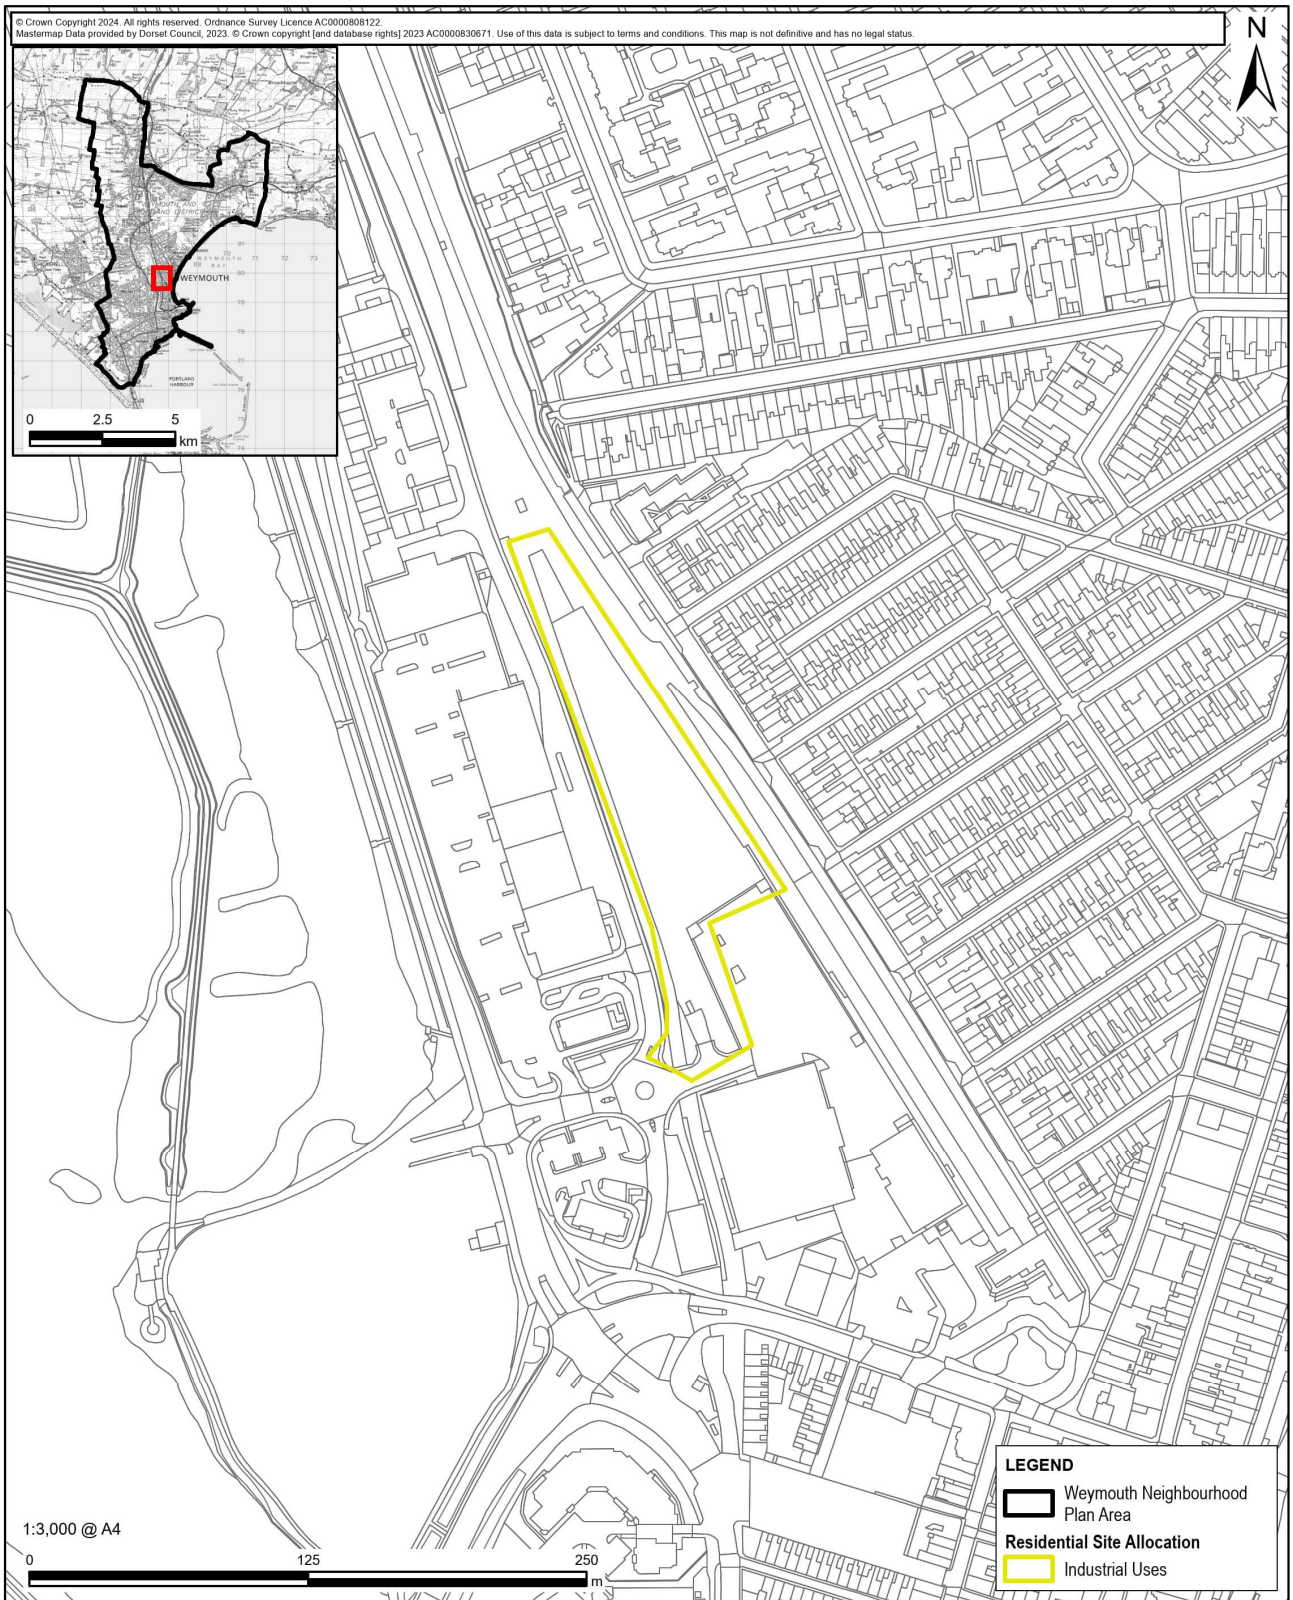 © Crown Copyright 2024. All rights reserved. Ordnance Survey Licence AC0000808122.
Mastermap Data provided by Dorset Council, 2023. © Crown copyright [and database rights] 2023 AC0000830671. Use of this data is subject to terms and conditions. This map is not definitive and has no legal status.
N
WEYMOUTH
BAY
WEYMOUTH
PORTLAND
HARBOUR
0 2.5 5
km
LEGEND
Weymouth Neighbourhood
Plan Area
Residential Site Allocation
Industrial Uses
1:3,000 @ A4
0 125 250
m